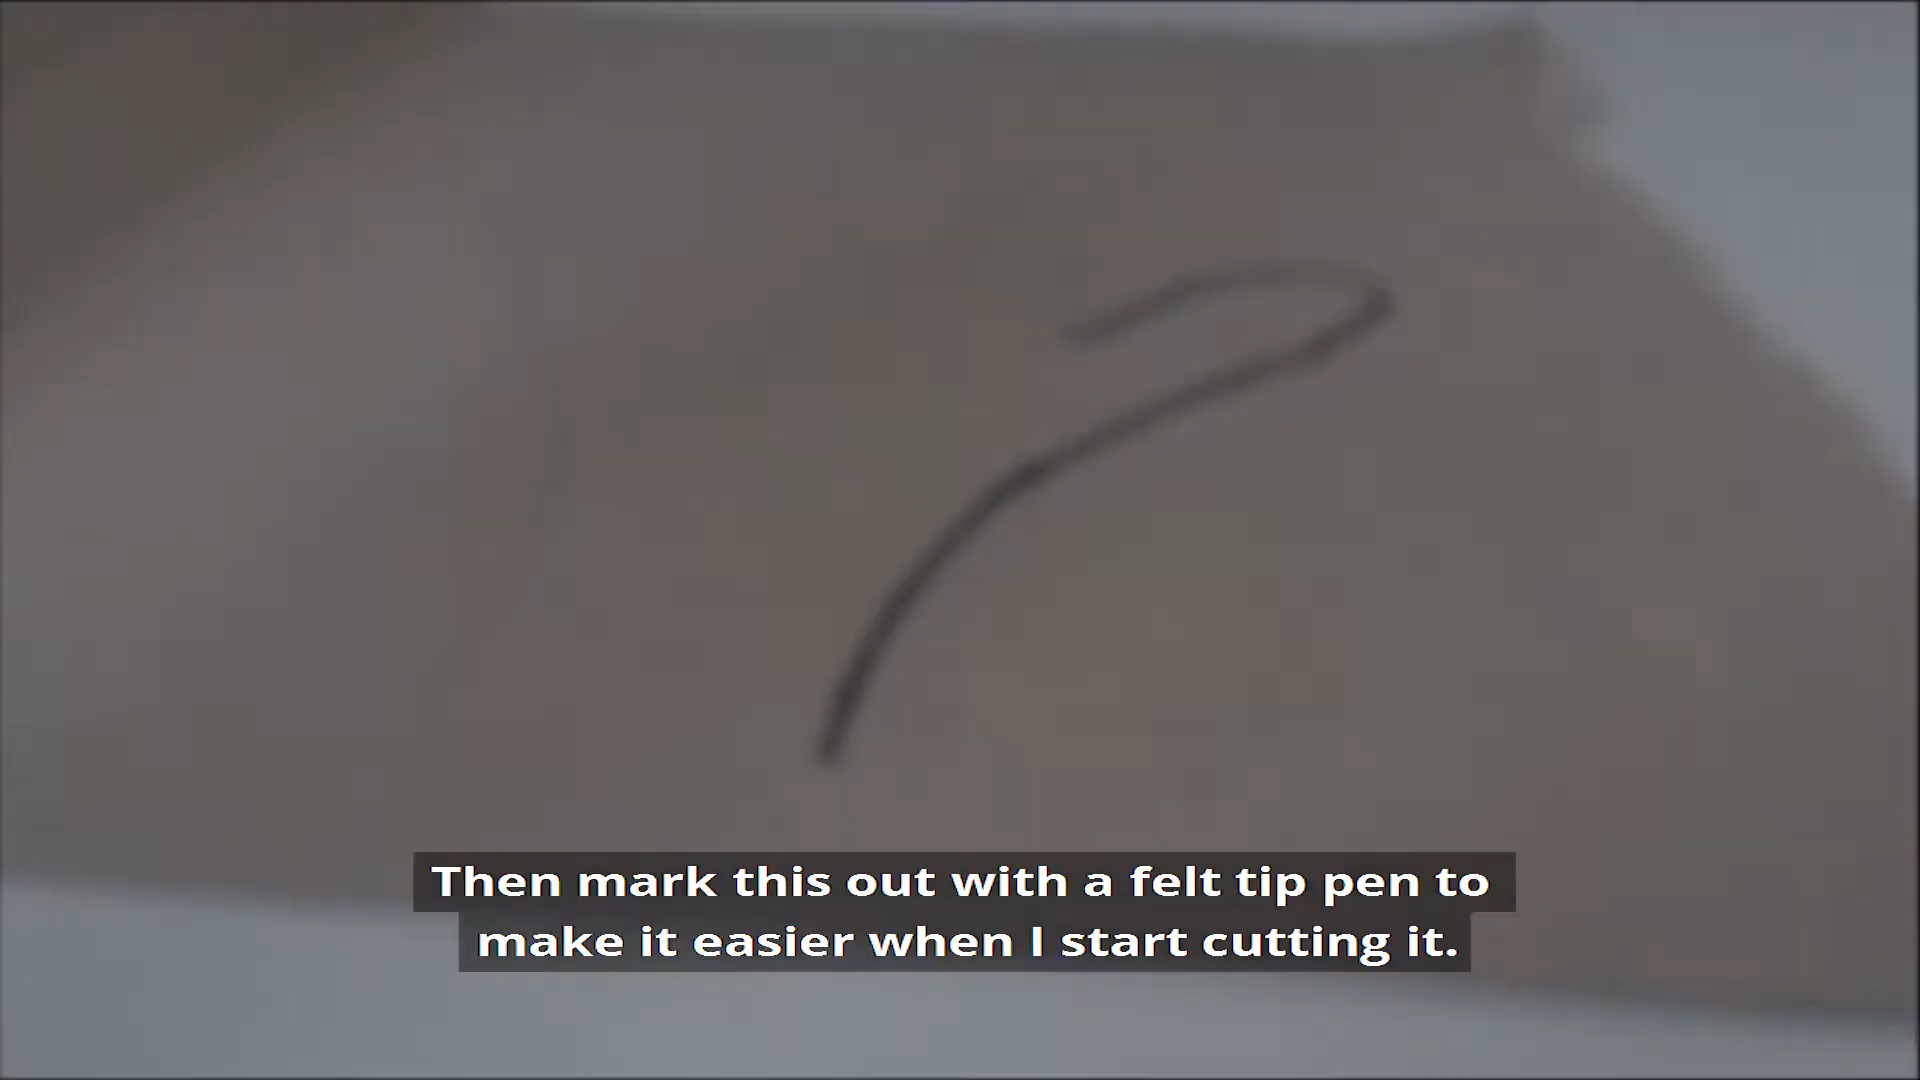 Then mark this out with a felt tip pen to
make it easier when I start cutting it.